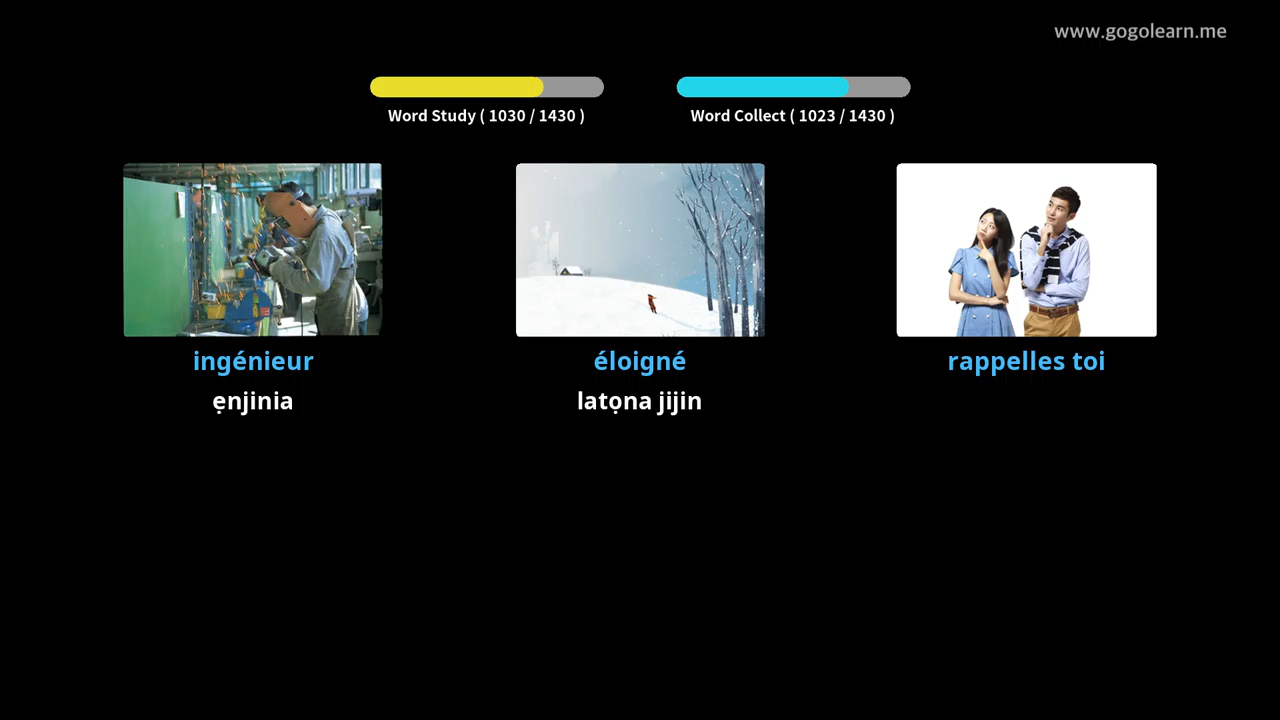 www.gogolearn.me
Word Study ( 1030 / 1430 )
Word Collect ( 1023 / 1430 )
ingénieur
ẹnjinia
éloigné
latọna jijin
rappelles toi